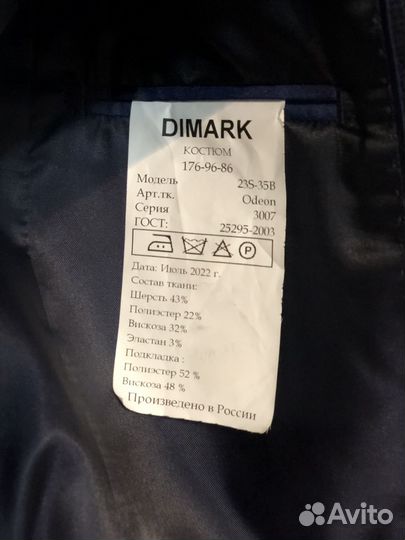 DIMARK
КОСТЮМ
176-96-86
Модель 23S-35B
Арт.тк. Odeon
Серия 3007
ГОСТ: 25295-2003
P
Дата: Июль 2022 г.
Состав ткани:
Шерсть 43%
Полиэстер 22%
Вискоза 32%
Эластан 3%
Подкладка :
Полиэстер 52 %
Вискоза 48 %
Произведено в России
Avito